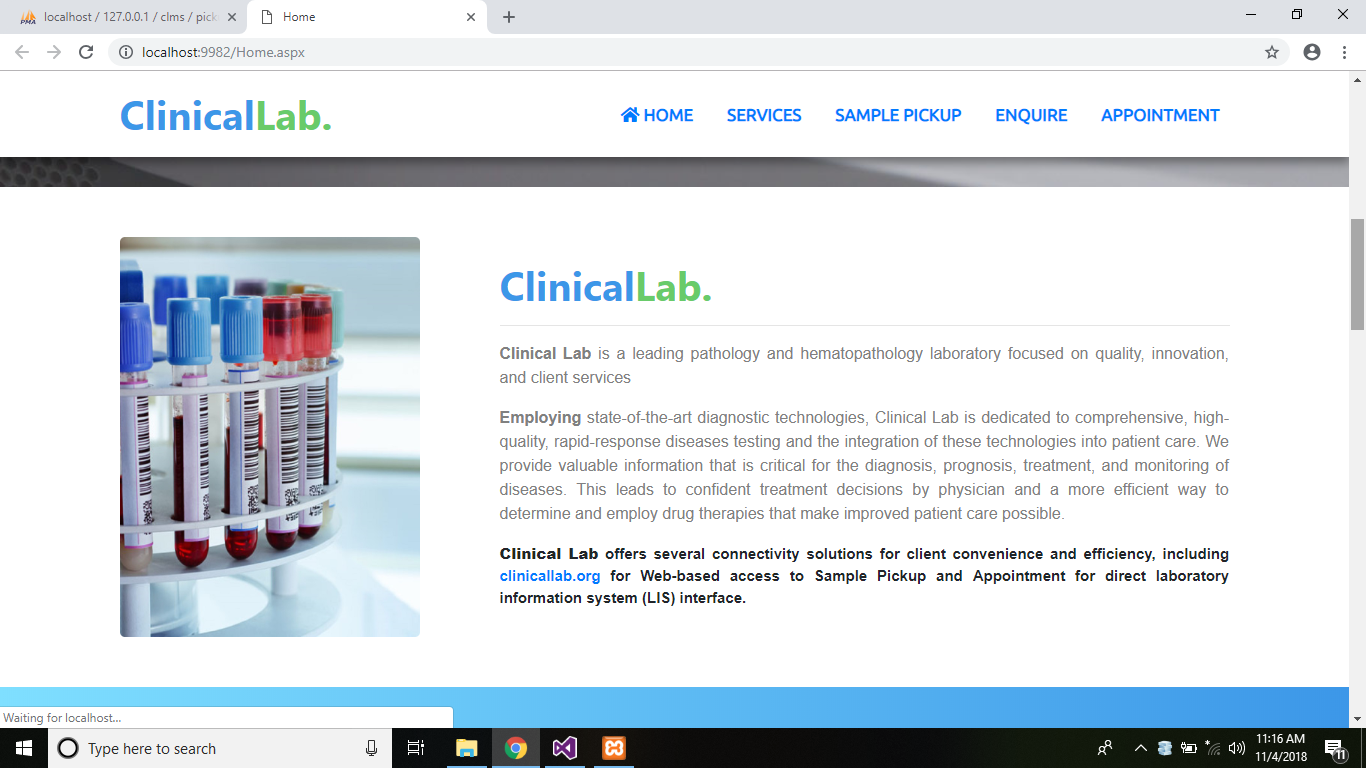 localhost / 127.0.0.1 / clms / pick
Home
localhost:9982/Home.aspx
ClinicalLab.
HOME
SERVICES
SAMPLE PICKUP
ENQUIRE
APPOINTMENT
ClinicalLab.
Clinical Lab is a leading pathology and hematopathology laboratory focused on quality, innovation,
and client services
Employing state-of-the-art diagnostic technologies, Clinical Lab is dedicated to comprehensive, high-
quality, rapid-response diseases testing and the integration of these technologies into patient care. We
provide valuable information that is critical for the diagnosis, prognosis, treatment, and monitoring of
diseases. This leads to confident treatment decisions by physician and a more efficient way to
determine and employ drug therapies that make improved patient care possible.
Clinical Lab offers several connectivity solutions for client convenience and efficiency, including
clinicallab.org for Web-based access to Sample Pickup and Appointment for direct laboratory
information system (LIS) interface.
Waiting for localhost...
Type here to search
11:16 AM
11/4/2018
11